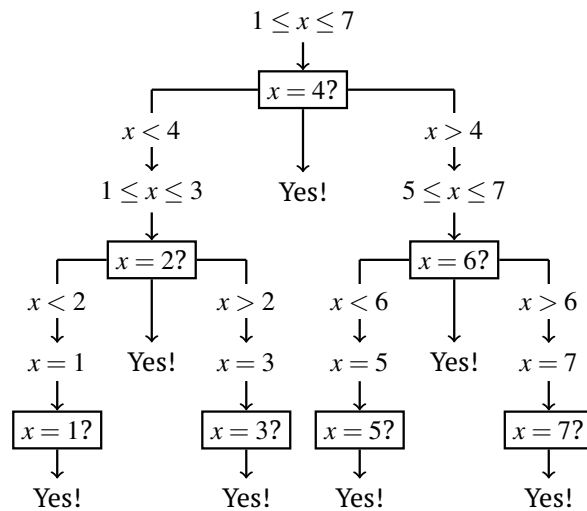 1 ≤ x ≤ 7
x = 4?
x < 4
x > 4
1 ≤ x ≤ 3
Yes!
5 ≤ x ≤ 7
x = 2?
x = 6?
x < 2
x > 2
x < 6
x > 6
x = 1
Yes!
x = 3
x = 5
Yes!
x = 7
x = 1?
x = 3?
x = 5?
x = 7?
Yes!
Yes!
Yes!
Yes!